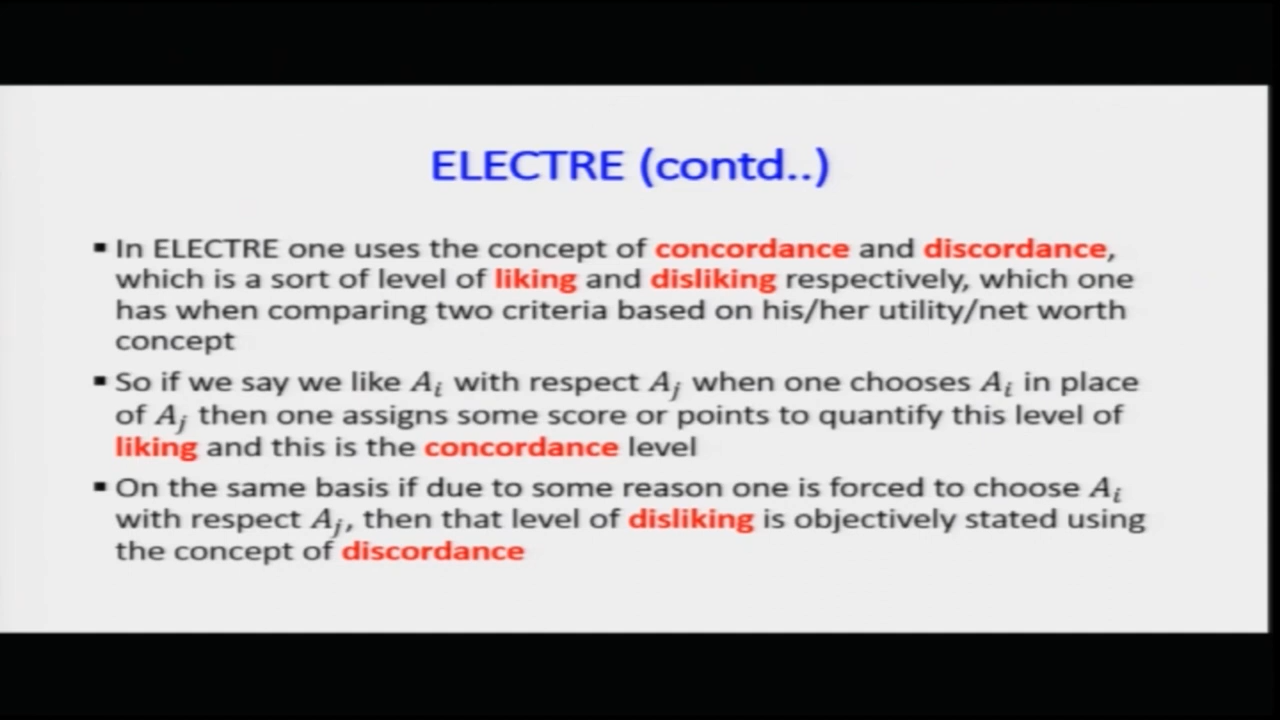 ELECTRE (contd..)
▪ In ELECTRE one uses the concept of concordance and discordance,
which is a sort of level of liking and disliking respectively, which one
has when comparing two criteria based on his/her utility/net worth
concept
▪ So if we say we like Aᵢ with respect Aⱼ when one chooses Aᵢ in place
of Aⱼ then one assigns some score or points to quantify this level of
liking and this is the concordance level
▪ On the same basis if due to some reason one is forced to choose Aᵢ
with respect Aⱼ, then that level of disliking is objectively stated using
the concept of discordance